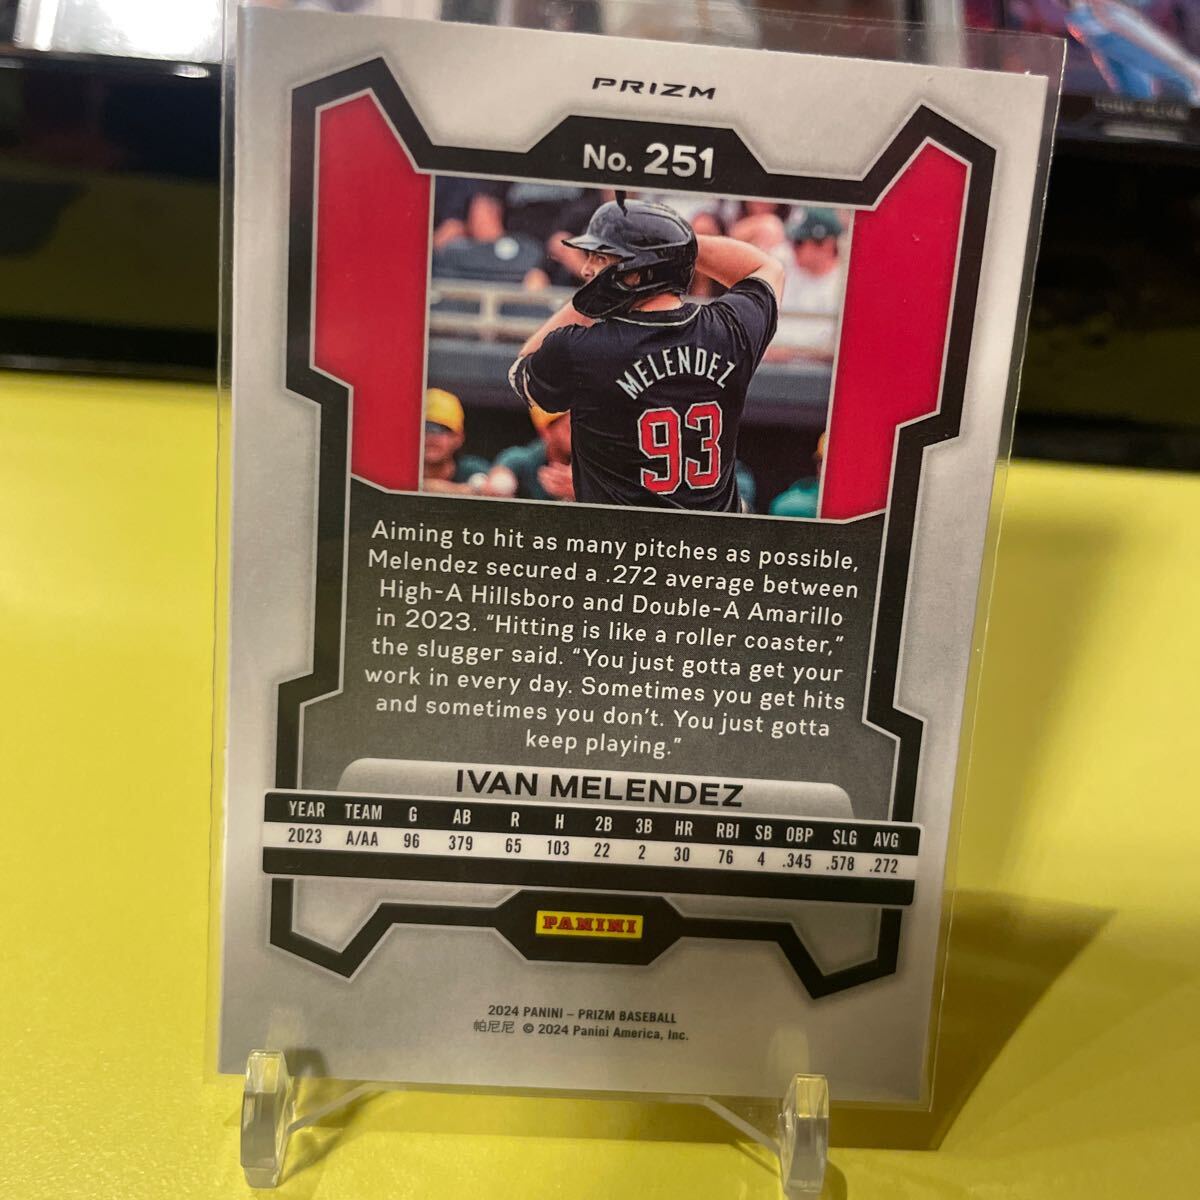 PRIZM
No. 251
MELENDEZ
93
Aiming to hit as many pitches as possible,
Melendez secured a .272 average between
High-A Hillsboro and Double-A Amarillo
in 2023. "Hitting is like a roller coaster,"
the slugger said. "You just gotta get your
work in every day. Sometimes you get hits
and sometimes you don't. You just gotta
keep playing."
IVAN MELENDEZ
YEAR TEAM G AB R H 2B 3B HR RBI SB OBP SLG AVG
2023 A/AA 96 379 65 103 22 2 30 76 4 .345 .578 .272
PANINI
2024 PANINI – PRIZM BASEBALL
帕尼尼 © 2024 Panini America, Inc.